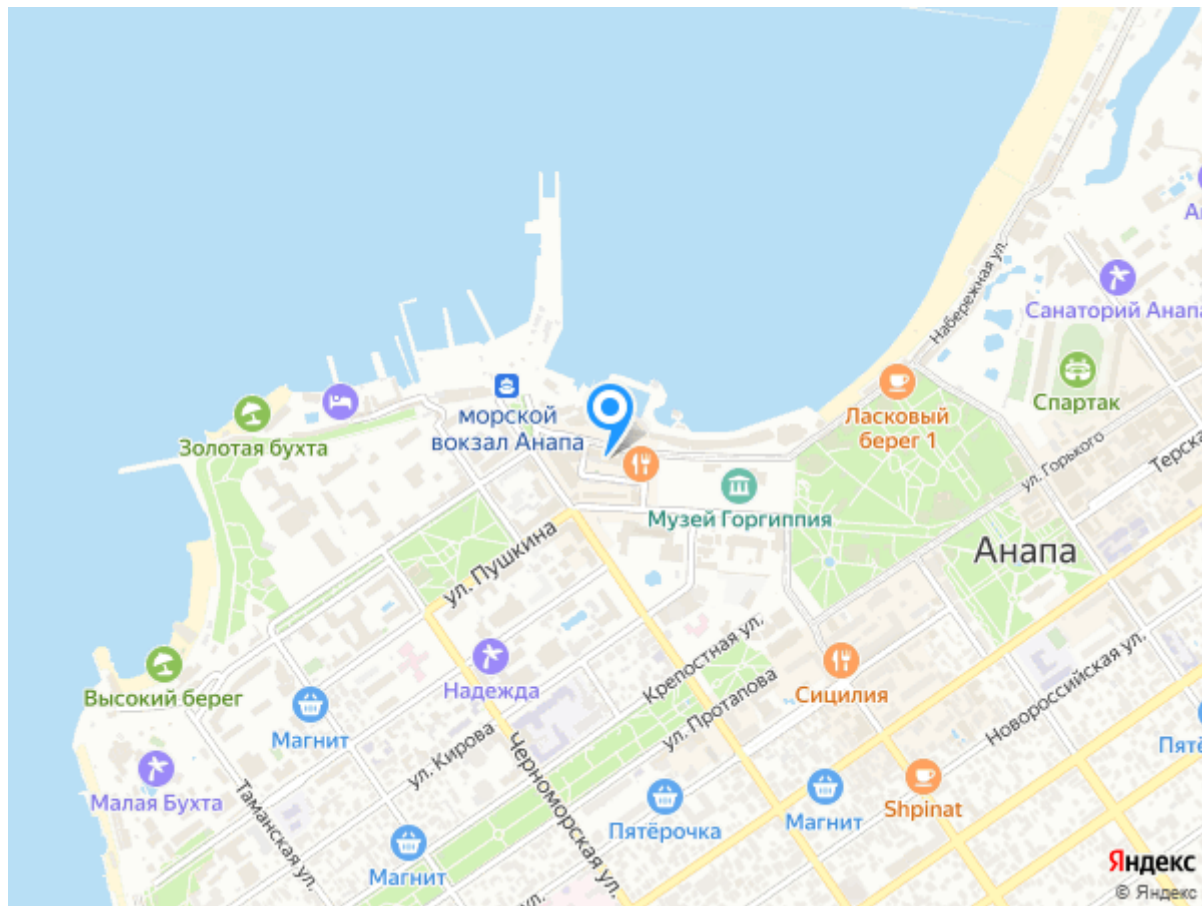 А
Набережная ул.
Санаторий Анапа
морской
вокзал Анапа
Золотая бухта
Ласковый
берег 1
Спартак
ул. Горького
Терска
Музей Горгиппия
Анапа
ул. Пушкина
Крепостная ул.
Надежда
Высокий берег
Магнит
Сицилия
ул. Протапова
Новороссийская ул.
ул. Кирова
Черноморская ул.
Малая Бухта
Таманская ул.
Пятёрочка
Магнит
Shpinat
Пятё
Магнит
ул.
Яндекс
© Яндекс